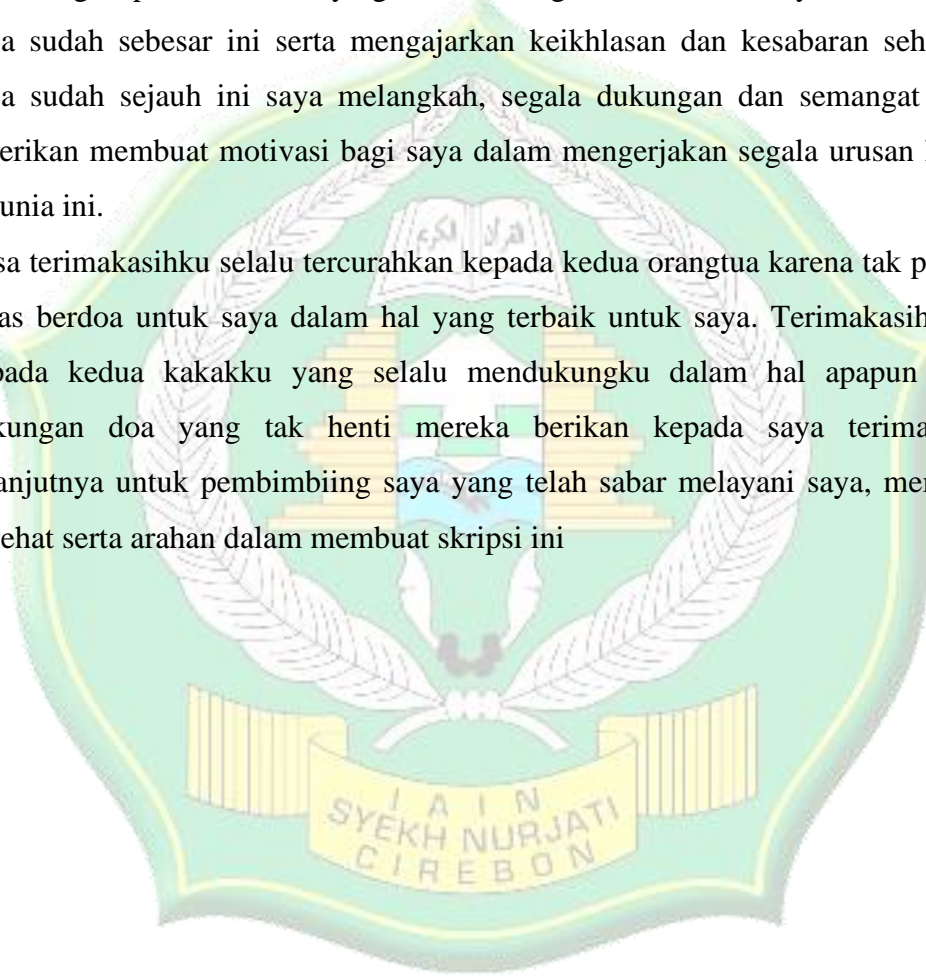 a sudah sebesar ini serta mengajarkan keikhlasan dan kesabaran seh
a sudah sejauh ini saya melangkah, segala dukungan dan semangat
erikan membuat motivasi bagi saya dalam mengerjakan segala urusan
unia ini.
sa terimakasihku selalu tercurahkan kepada kedua orangtua karena tak p
as berdoa untuk saya dalam hal yang terbaik untuk saya. Terimakasih
pada kedua kakakku yang selalu mendukungku dalam hal apapun
kungan doa yang tak henti mereka berikan kepada saya terima
anjutnya untuk pembimbiing saya yang telah sabar melayani saya, mer
ehat serta arahan dalam membuat skripsi ini
القرآن الكريم
IAIN
SYEKH NURJATI
CIREBON